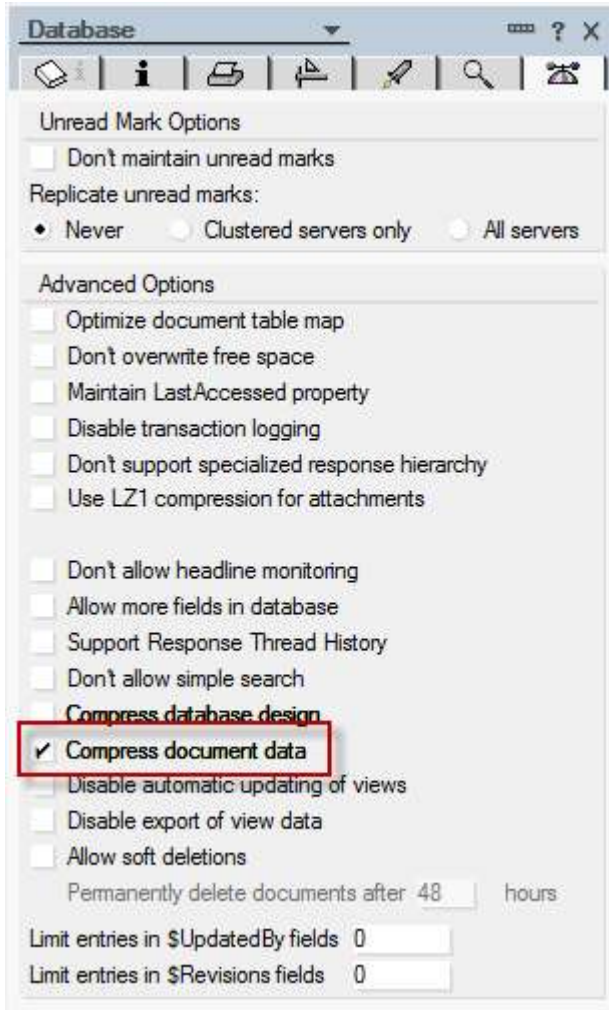 Database ?
i
Unread Mark Options
Don't maintain unread marks
Replicate unread marks:
Never Clustered servers only All servers
Advanced Options
Optimize document table map
Don't overwrite free space
Maintain LastAccessed property
Disable transaction logging
Don't support specialized response hierarchy
Use LZ1 compression for attachments
Don't allow headline monitoring
Allow more fields in database
Support Response Thread History
Don't allow simple search
Compress database design
Compress document data
Disable automatic updating of views
Disable export of view data
Allow soft deletions
Permanently delete documents after 48 hours
Limit entries in $UpdatedBy fields 0
Limit entries in $Revisions fields 0